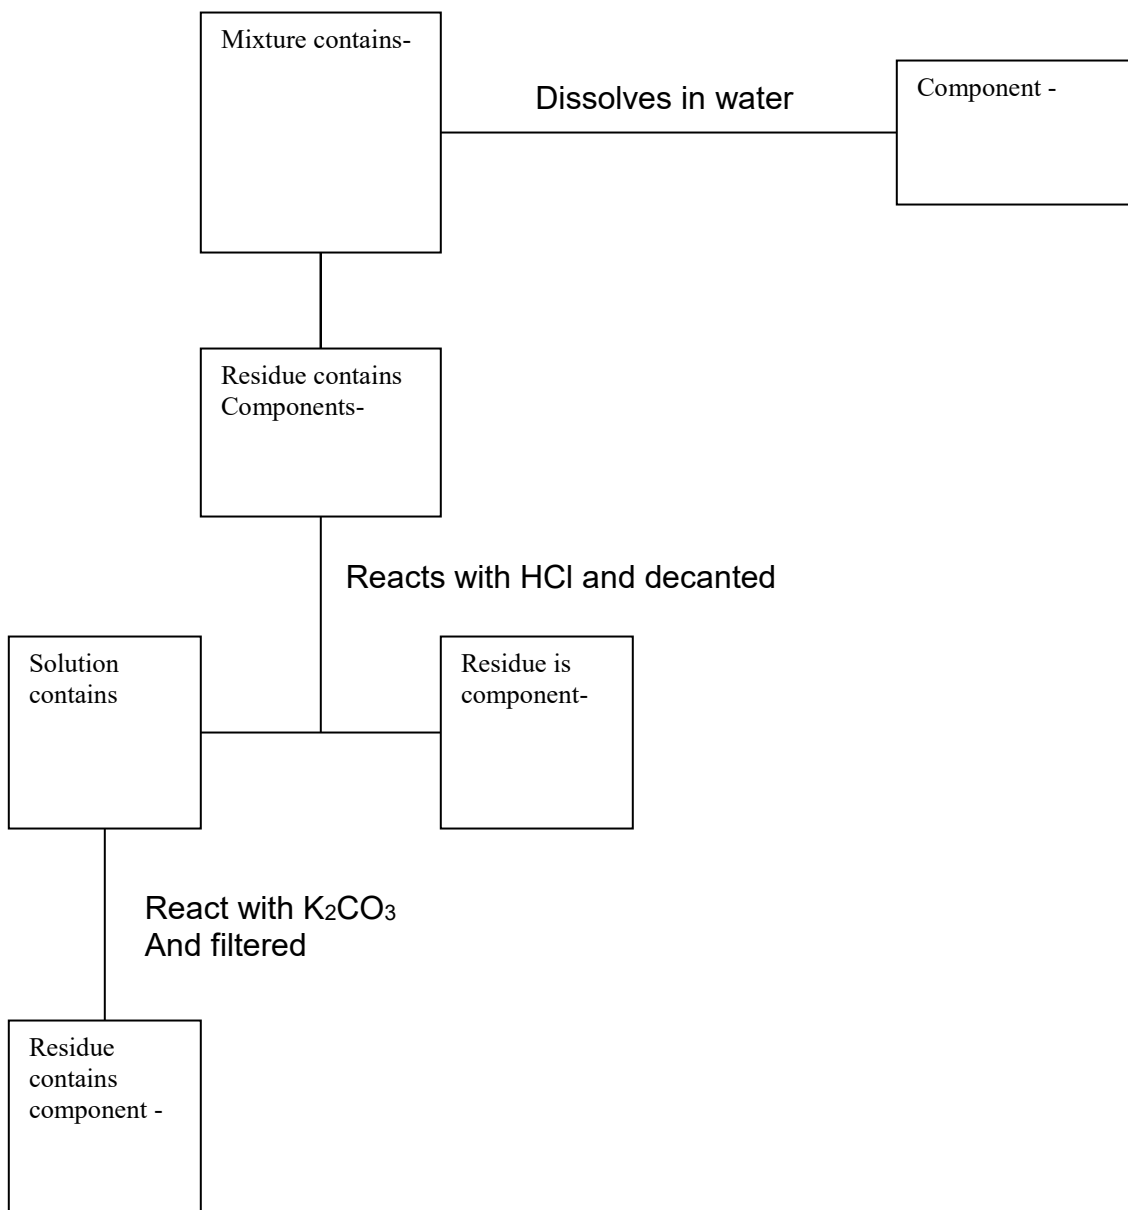 Mixture contains-
Dissolves in water
Component -
Residue contains
Components-
Reacts with HCl and decanted
Solution
contains
Residue is
component-
React with K₂CO₃
And filtered
Residue
contains
component -